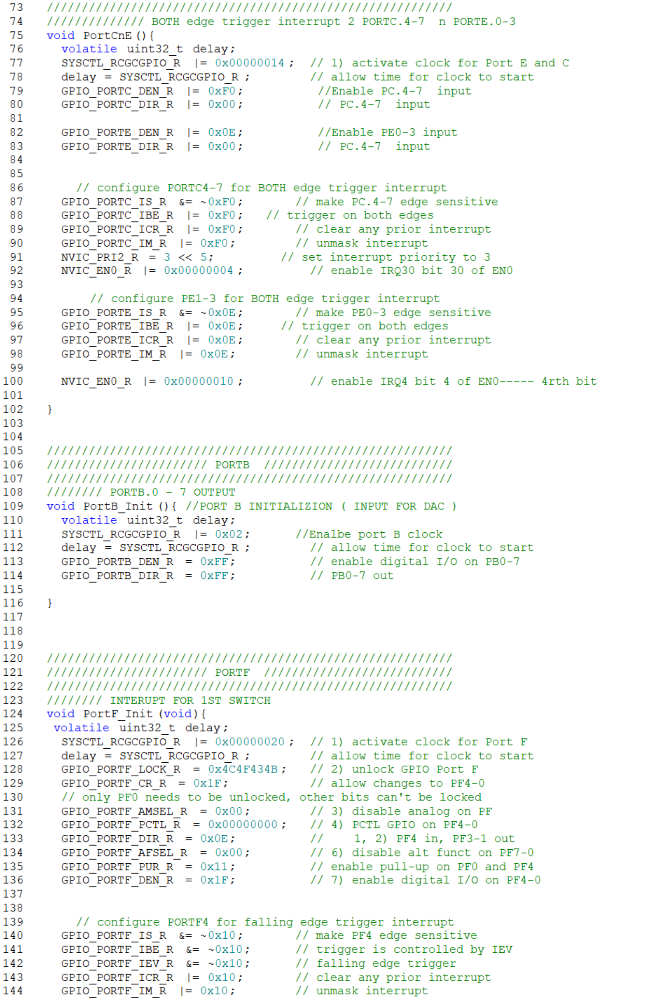 73 //////////////////////////////////////////////////////////
74 ////////////// BOTH edge trigger interrupt 2 PORTC.4-7  n PORTE.0-3
75 void PortCnE (){
76   volatile uint32_t delay;
77   SYSCTL_RCGCGPIO_R |= 0x00000014 ;  // 1) activate clock for Port E and C
78   delay = SYSCTL_RCGCGPIO_R ;         // allow time for clock to start
79   GPIO_PORTC_DEN_R |= 0xF0;           //Enable PC.4-7  input
80   GPIO_PORTC_DIR_R |= 0x00;           // PC.4-7  input
81
82   GPIO_PORTE_DEN_R |= 0x0E;           //Enable PE0-3 input
83   GPIO_PORTE_DIR_R |= 0x00;           // PC.4-7  input
84
85
86     // configure PORTC4-7 for BOTH edge trigger interrupt
87   GPIO_PORTC_IS_R &= ~0xF0;        // make PC.4-7 edge sensitive
88   GPIO_PORTC_IBE_R |= 0xF0;   // trigger on both edges
89   GPIO_PORTC_ICR_R |= 0xF0;        // clear any prior interrupt
90   GPIO_PORTC_IM_R |= 0xF0;         // unmask interrupt
91   NVIC_PRI2_R = 3 << 5;          // set interrupt priority to 3
92   NVIC_EN0_R |= 0x00000004 ;          // enable IRQ30 bit 30 of EN0
93
94       // configure PE1-3 for BOTH edge trigger interrupt
95   GPIO_PORTE_IS_R &= ~0x0E;        // make PE0-3 edge sensitive
96   GPIO_PORTE_IBE_R |= 0x0E;     // trigger on both edges
97   GPIO_PORTE_ICR_R |= 0x0E;        // clear any prior interrupt
98   GPIO_PORTE_IM_R |= 0x0E;         // unmask interrupt
99
100   NVIC_EN0_R |= 0x00000010 ;          // enable IRQ4 bit 4 of EN0----- 4rth bit
101
102 }
103
104
105 //////////////////////////////////////////////////////////
106 /////////////////////// PORTB  ///////////////////////////
107 //////////////////////////////////////////////////////////
108 //////// PORTB.0 - 7 OUTPUT
109 void PortB_Init (){ //PORT B INITIALIZION ( INPUT FOR DAC )
110   volatile uint32_t delay;
111   SYSCTL_RCGCGPIO_R |= 0x02;       //Enalbe port B clock
112   delay = SYSCTL_RCGCGPIO_R ;         // allow time for clock to start
113   GPIO_PORTB_DEN_R = 0xFF;           // enable digital I/O on PB0-7
114   GPIO_PORTB_DIR_R = 0xFF;           // PB0-7 out
115
116 }
117
118
119
120 //////////////////////////////////////////////////////////
121 /////////////////////// PORTF  ///////////////////////////
122 //////////////////////////////////////////////////////////
123 //////// INTERUPT FOR 1ST SWITCH
124 void PortF_Init (void){
125  volatile uint32_t delay;
126   SYSCTL_RCGCGPIO_R |= 0x00000020 ;  // 1) activate clock for Port F
127   delay = SYSCTL_RCGCGPIO_R ;         // allow time for clock to start
128   GPIO_PORTF_LOCK_R = 0x4C4F434B ;   // 2) unlock GPIO Port F
129   GPIO_PORTF_CR_R = 0x1F;            // allow changes to PF4-0
130   // only PF0 needs to be unlocked, other bits can't be locked
131   GPIO_PORTF_AMSEL_R = 0x00;         // 3) disable analog on PF
132   GPIO_PORTF_PCTL_R = 0x00000000 ;   // 4) PCTL GPIO on PF4-0
133   GPIO_PORTF_DIR_R = 0x0E;           //    1, 2) PF4 in, PF3-1 out
134   GPIO_PORTF_AFSEL_R = 0x00;         // 6) disable alt funct on PF7-0
135   GPIO_PORTF_PUR_R = 0x11;           // enable pull-up on PF0 and PF4
136   GPIO_PORTF_DEN_R = 0x1F;           // 7) enable digital I/O on PF4-0
137
138
139     // configure PORTF4 for falling edge trigger interrupt
140   GPIO_PORTF_IS_R &= ~0x10;        // make PF4 edge sensitive
141   GPIO_PORTF_IBE_R &= ~0x10;       // trigger is controlled by IEV
142   GPIO_PORTF_IEV_R &= ~0x10;       // falling edge trigger
143   GPIO_PORTF_ICR_R |= 0x10;        // clear any prior interrupt
144   GPIO_PORTF_IM_R |= 0x10;         // unmask interrupt